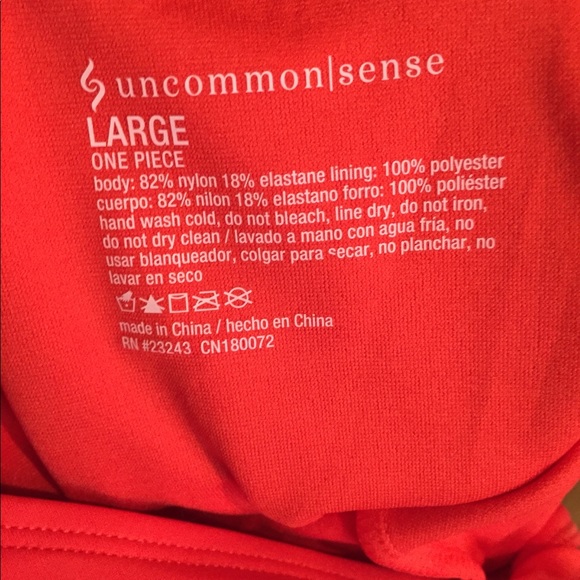 uncommon|sense
LARGE
ONE PIECE
body: 82% nylon 18% elastane lining: 100% polyester
cuerpo: 82% nilon 18% elastano forro: 100% poliéster
hand wash cold, do not bleach, line dry, do not iron,
do not dry clean / lavado a mano con agua fria, no
usar blanqueador, colgar para secar, no planchar, no
lavar en seco
made in China / hecho en China
RN #23243 CN180072